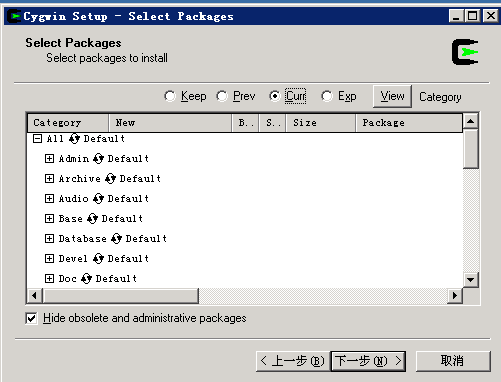 Cygwin Setup - Select Packages
Select Packages
Select packages to install
Keep Prev Curr Exp View Category
Category New B.. S.. Size Package
All Default
Admin Default
Archive Default
Audio Default
Base Default
Database Default
Devel Default
Doc Default
Hide obsolete and administrative packages
< 上一步(B) 下一步(N) > 取消